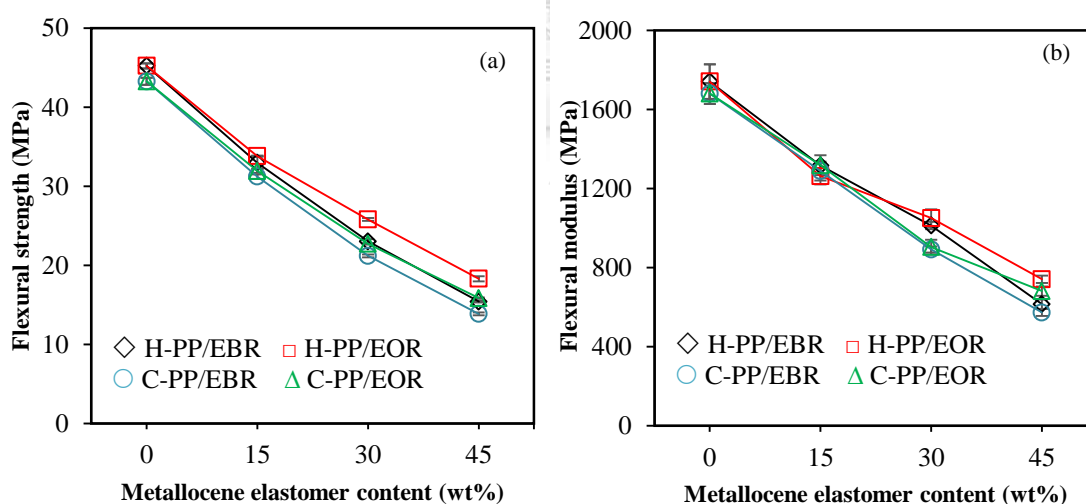 50
40
30
20
10
0
Flexural strength (MPa)
(a)
H-PP/EBR H-PP/EOR
C-PP/EBR C-PP/EOR
0 15 30 45
Metallocene elastomer content (wt%)
2000
1600
1200
800
400
0
Flexural modulus (MPa)
(b)
H-PP/EBR H-PP/EOR
C-PP/EBR C-PP/EOR
0 15 30 45
Metallocene elastomer content (wt%)